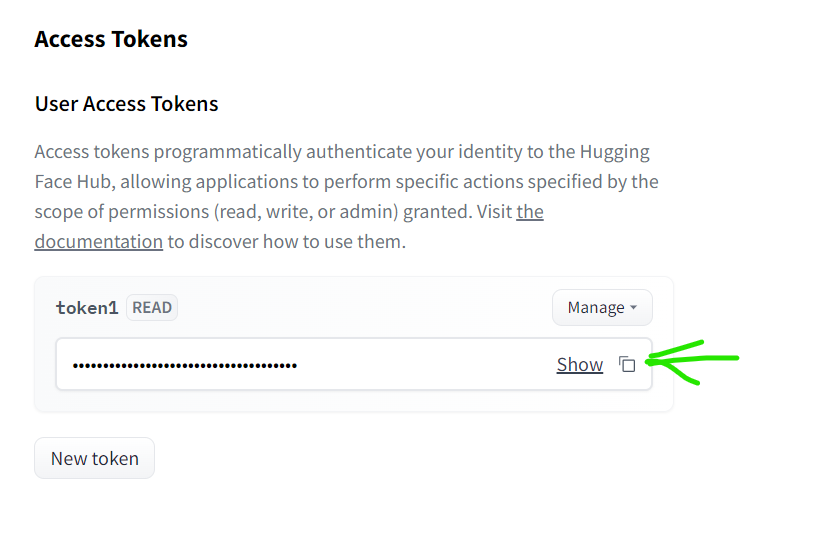 Access Tokens
User Access Tokens
Access tokens programmatically authenticate your identity to the Hugging
Face Hub, allowing applications to perform specific actions specified by the
scope of permissions (read, write, or admin) granted. Visit the
documentation to discover how to use them.
token1 READ Manage
•••••••••••••••••••••••••••••••••••••  Show
New token